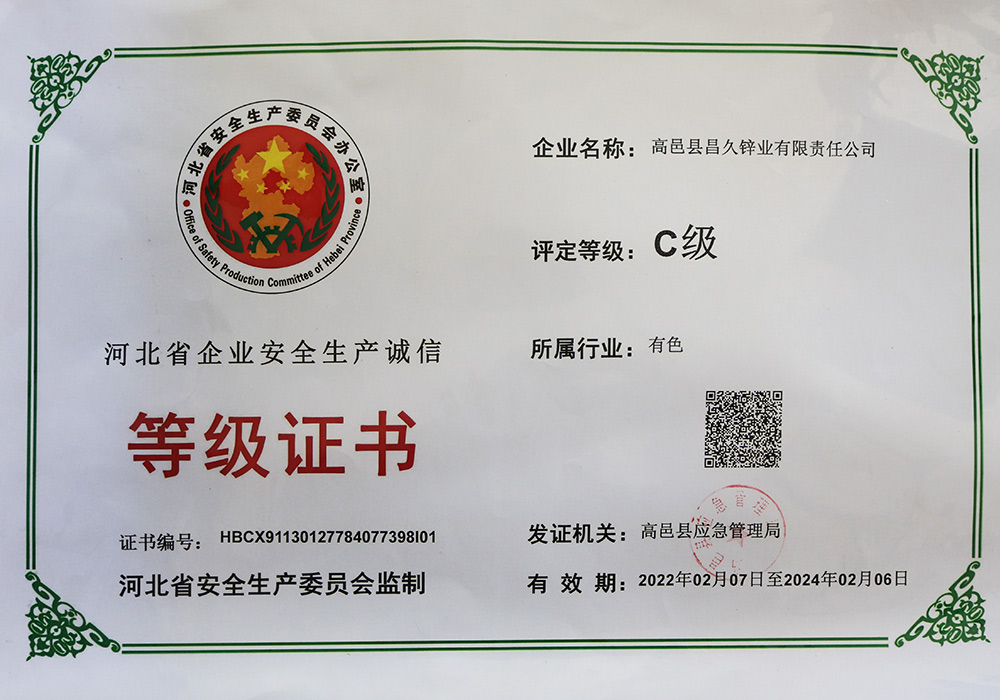 河北省安全生产委员会办公室
Office of Safety Production Committee of Hebei Province
河北省企业安全生产诚信
等级证书
证书编号：HBCX91130127784077398I01
河北省安全生产委员会监制
企业名称：高邑县昌久锌业有限责任公司
评定等级：C级
所属行业：有色
发证机关：高邑县应急管理局
有 效 期：2022年02月07日至2024年02月06日